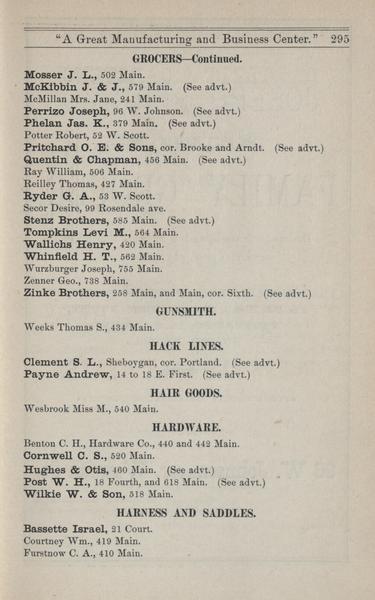 "A Great Manufacturing and Business Center." 295
GROCERS—Continued.
Mosser J. L., 502 Main.
McKibbin J. & J., 579 Main. (See advt.)
McMillan Mrs. Jane, 241 Main.
Perrizo Joseph, 96 W. Johnson. (See advt.)
Phelan Jas. K., 379 Main. (See advt.)
Potter Robert, 52 W. Scott.
Pritchard O. E. & Sons, cor. Brooke and Arndt. (See advt.)
Quentin & Chapman, 456 Main. (See advt.)
Ray William, 506 Main.
Reilley Thomas, 427 Main.
Ryder G. A., 53 W. Scott.
Secor Desire, 99 Rosendale ave.
Stenz Brothers, 585 Main. (See advt.)
Tompkins Levi M., 564 Main.
Wallichs Henry, 420 Main.
Whinfield H. T., 562 Main.
Wurzburger Joseph, 755 Main.
Zenner Geo., 738 Main.
Zinke Brothers, 258 Main, and Main, cor. Sixth. (See advt.)
GUNSMITH.
Weeks Thomas S., 434 Main.
HACK LINES.
Clement S. L., Sheboygan, cor. Portland. (See advt.)
Payne Andrew, 14 to 18 E. First. (See advt.)
HAIR GOODS.
Wesbrook Miss M., 540 Main.
HARDWARE.
Benton C. H., Hardware Co., 440 and 442 Main.
Cornwell C. S., 520 Main.
Hughes & Otis, 460 Main. (See advt.)
Post W. H., 18 Fourth, and 618 Main. (See advt.)
Wilkie W. & Son, 518 Main.
HARNESS AND SADDLES.
Bassette Israel, 21 Court.
Courtney Wm., 419 Main.
Furstnow C. A., 410 Main.